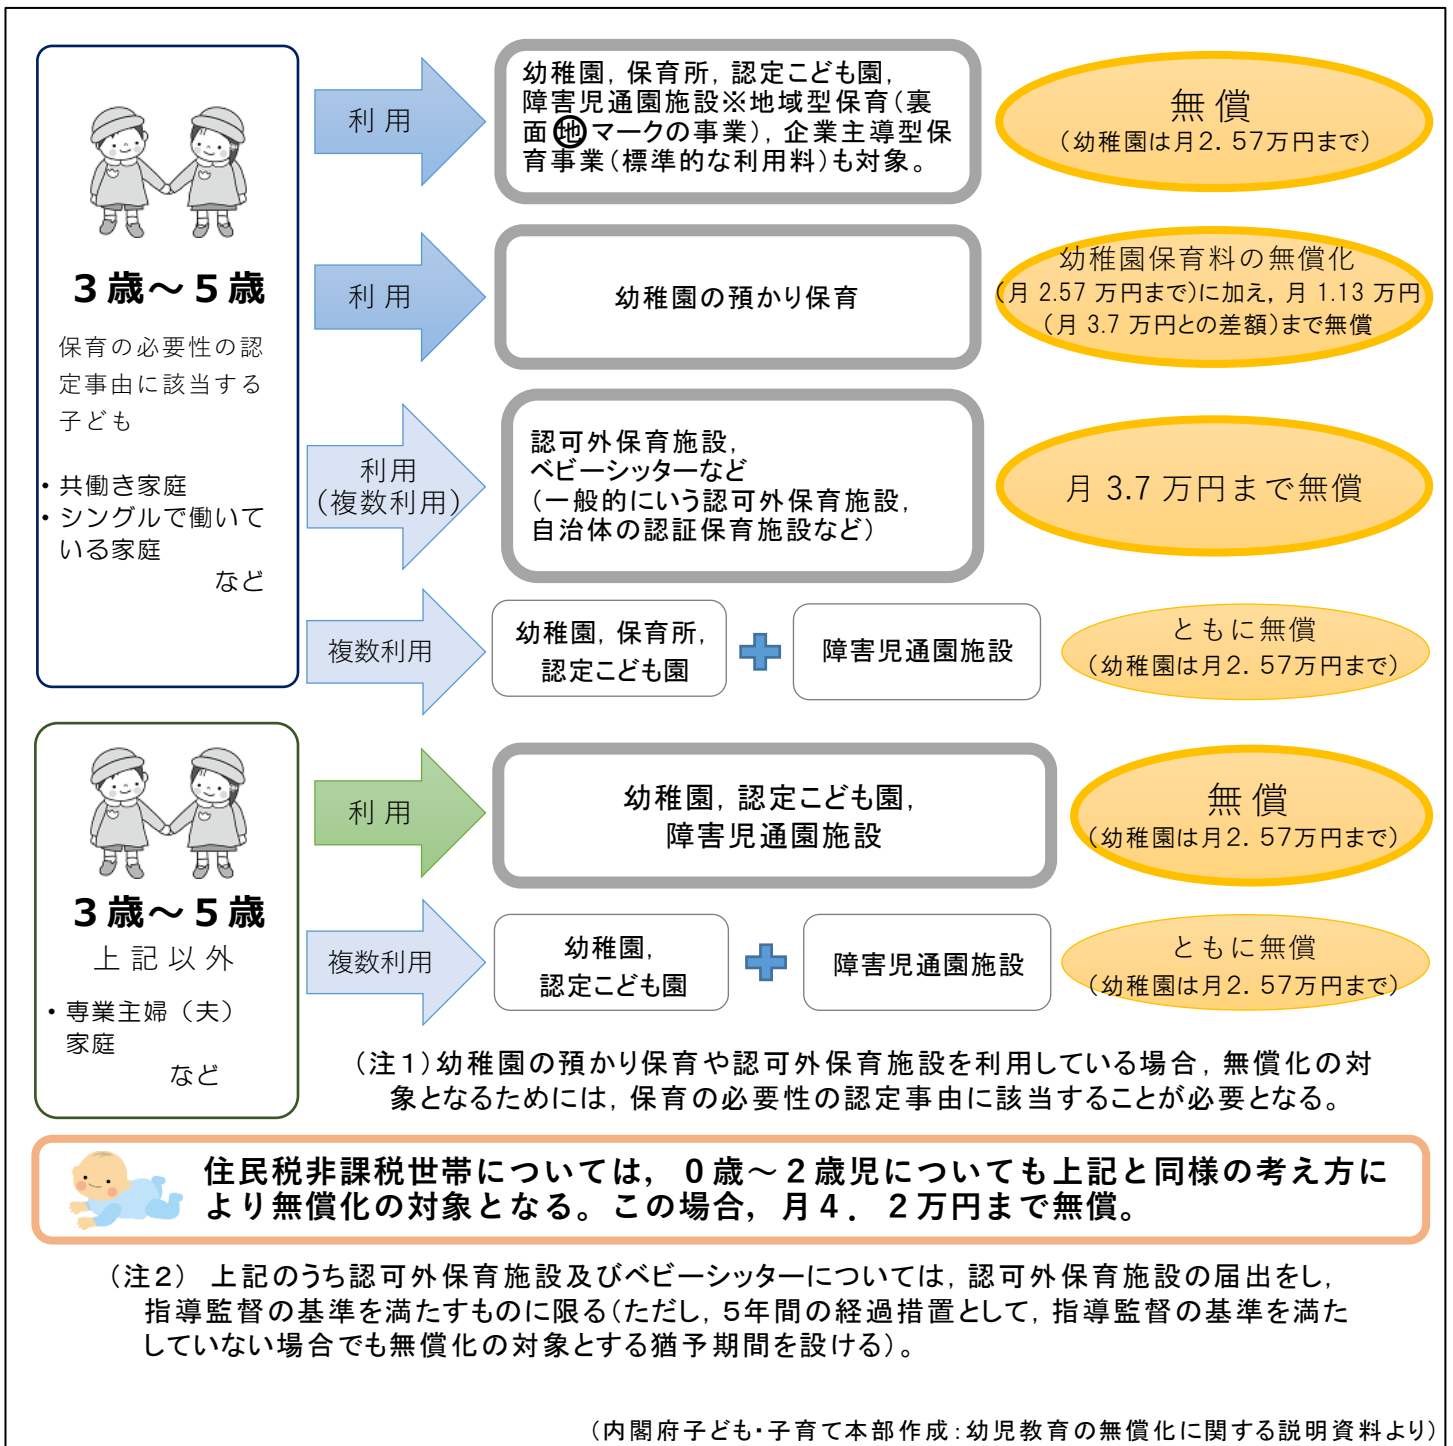 3歳～5歳
保育の必要性の認
定事由に該当する
子ども
・共働き家庭
・シングルで働いて
いる家庭
など
利用
幼稚園，保育所，認定こども園，
障害児通園施設※地域型保育（裏
面㊞マークの事業），企業主導型保
育事業（標準的な利用料）も対象。
無償
（幼稚園は月2．57万円まで）
利用
幼稚園の預かり保育
幼稚園保育料の無償化
（月 2.57 万円まで）に加え，月 1.13 万円
（月 3.7 万円との差額）まで無償
利用
（複数利用）
認可外保育施設，
ベビーシッターなど
（一般的にいう認可外保育施設，
自治体の認証保育施設など）
月 3.7 万円まで無償
複数利用
幼稚園，保育所，
認定こども園
障害児通園施設
ともに無償
（幼稚園は月2．57万円まで）
3歳～5歳
上記以外
・専業主婦（夫）
家庭
など
利用
幼稚園，認定こども園，
障害児通園施設
無償
（幼稚園は月2．57万円まで）
複数利用
幼稚園，
認定こども園
障害児通園施設
ともに無償
（幼稚園は月2．57万円まで）
（注１）幼稚園の預かり保育や認可外保育施設を利用している場合，無償化の対
象となるためには，保育の必要性の認定事由に該当することが必要となる。
住民税非課税世帯については，０歳～２歳児についても上記と同様の考え方に
より無償化の対象となる。この場合，月４．２万円まで無償。
（注２） 上記のうち認可外保育施設及びベビーシッターについては，認可外保育施設の届出をし，
指導監督の基準を満たすものに限る（ただし，５年間の経過措置として，指導監督の基準を満た
していない場合でも無償化の対象とする猶予期間を設ける）。
（内閣府子ども・子育て本部作成：幼児教育の無償化に関する説明資料より）